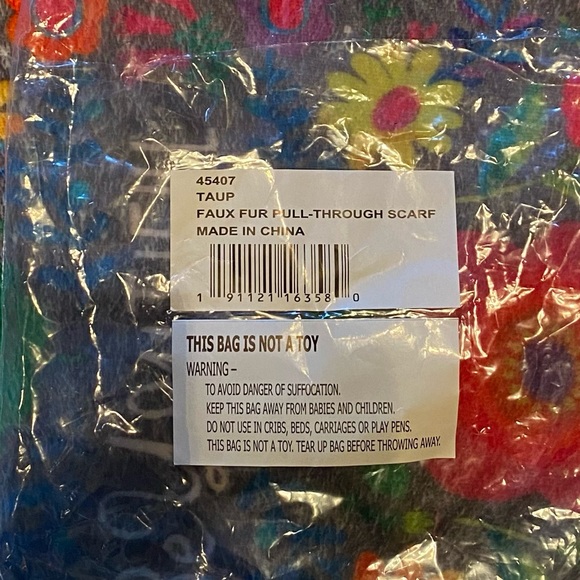 45407
TAUP
FAUX FUR PULL-THROUGH SCARF
MADE IN CHINA
1 91121 16358 0
THIS BAG IS NOT A TOY
WARNING –
TO AVOID DANGER OF SUFFOCATION.
KEEP THIS BAG AWAY FROM BABIES AND CHILDREN.
DO NOT USE IN CRIBS, BEDS, CARRIAGES OR PLAY PENS.
THIS BAG IS NOT A TOY. TEAR UP BAG BEFORE THROWING AWAY.